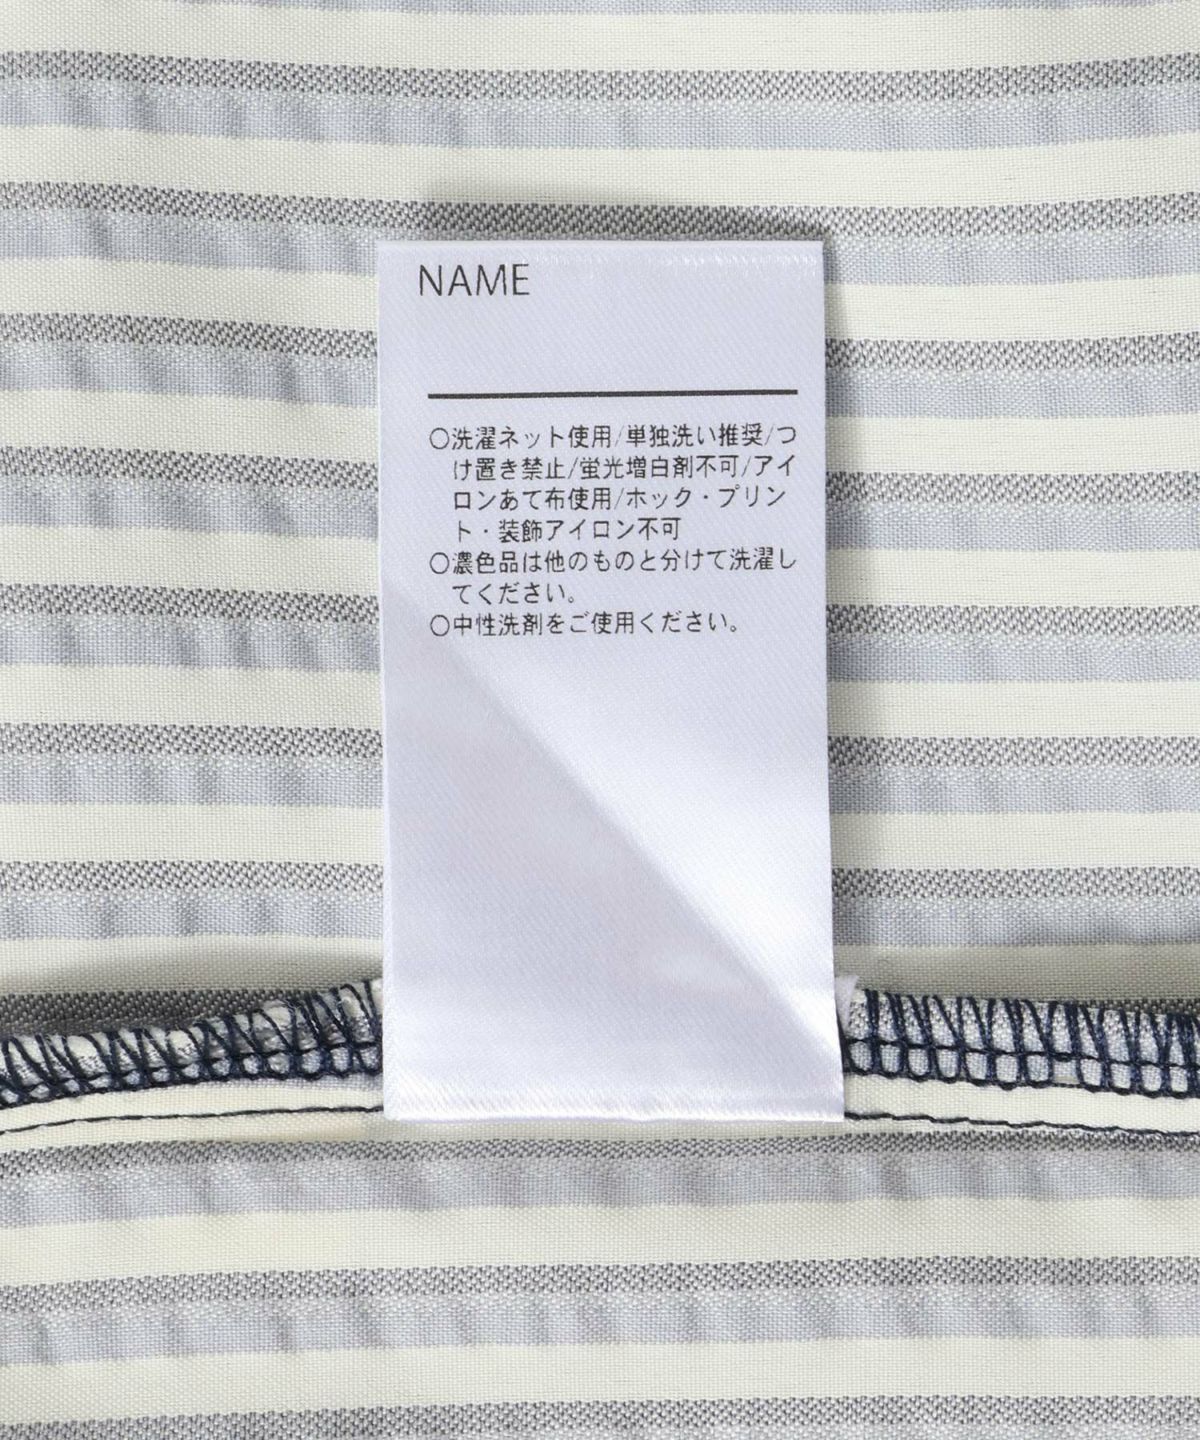 NAME
○洗濯ネット使用/単独洗い推奨/つ
け置き禁止/蛍光増白剤不可/アイ
ロンあて布使用/ホック・プリン
ト・装飾アイロン不可
○濃色品は他のものと分けて洗濯し
てください。
○中性洗剤をご使用ください。